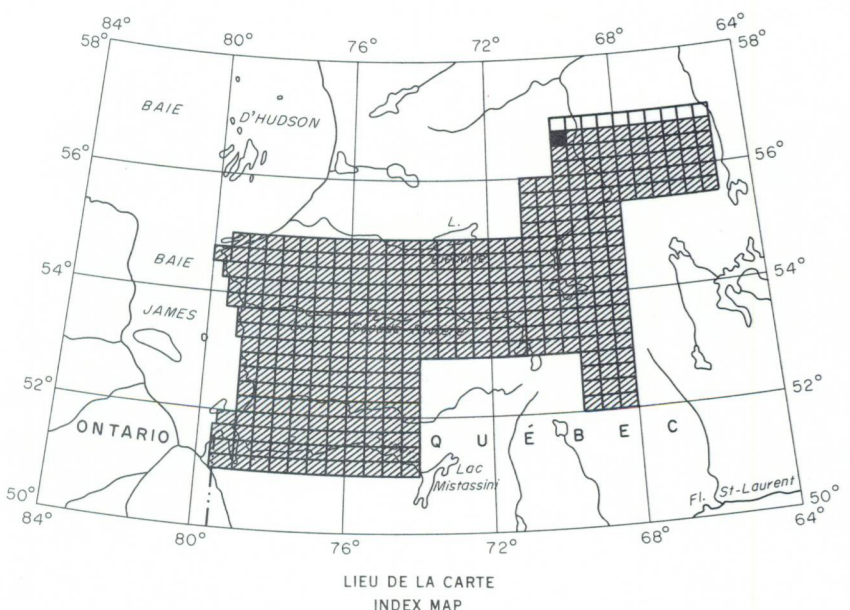 84°
80°
76°
72°
68°
64°
58°
58°
BAIE
D'HUDSON
56°
56°
L.
BAIE
54°
54°
JAMES
52°
52°
ONTARIO
QUÉBEC
Lac
Mistassini
Fl. St-Laurent
50°
50°
84°
80°
76°
72°
68°
64°
LIEU DE LA CARTE
INDEX MAP